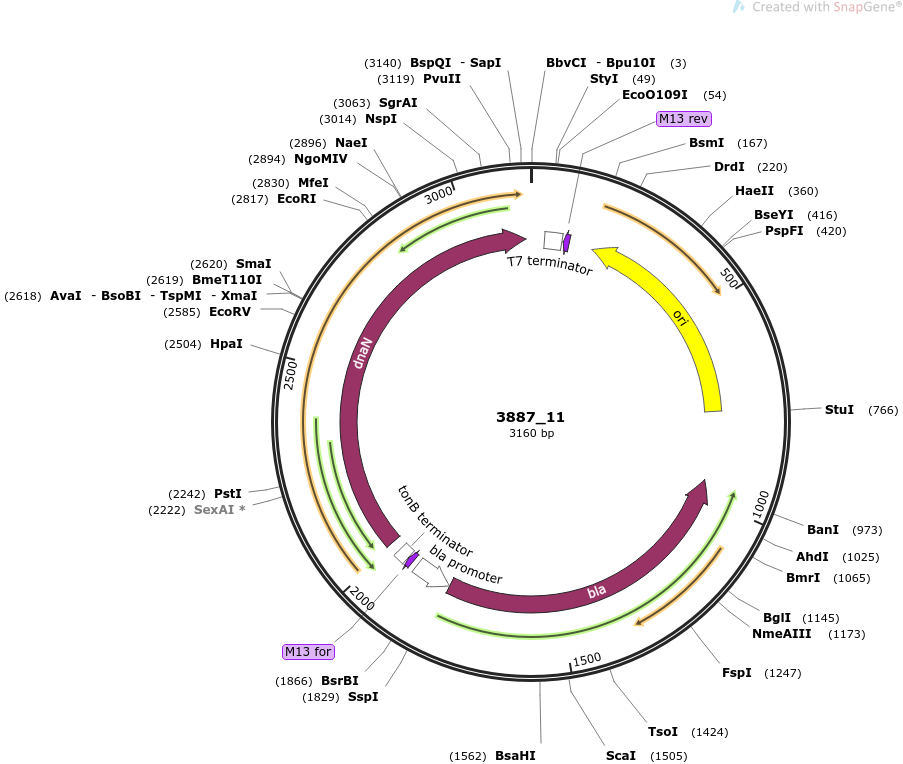 Created with SnapGene®
(3140) BspQI - SapI
(3119) PvuII
(3063) SgrAI
(3014) NspI
(2896) NaeI
(2894) NgoMIV
(2830) MfeI
(2817) EcoRI
(2620) SmaI
(2619) BmeT110I
(2618) AvaI - BsoBI - TspMI - XmaI
(2585) EcoRV
(2504) HpaI
(2242) PstI
(2222) SexAI *
BbvCI - Bpu10I (3)
StyI (49)
EcoO109I (54)
M13 rev
BsmI (167)
DrdI (220)
HaeII (360)
BseYI (416)
PspFI (420)
StuI (766)
BanI (973)
AhdI (1025)
BmrI (1065)
BglI (1145)
NmeAIII (1173)
FspI (1247)
TsoI (1424)
ScaI (1505)
(1562) BsaHI
(1829) SspI
(1866) BsrBI
M13 for
500
1000
1500
2000
2500
3000
T7 terminator
ori
dnaN
tonB terminator
bla promoter
bla
3887_11
3160 bp